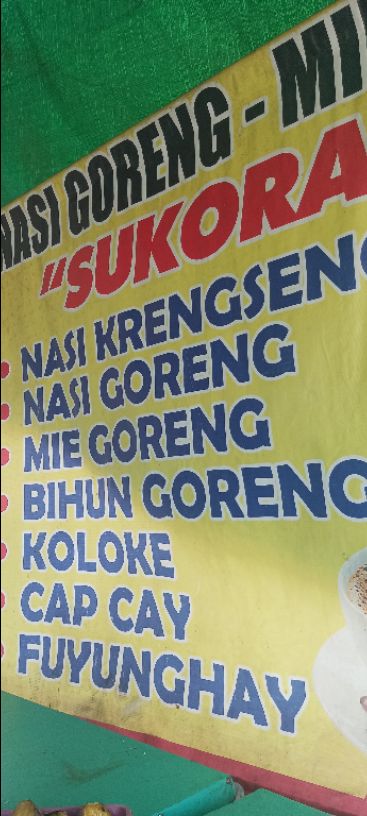 NASI GORENG - MI
"SUKORA
NASI KRENGSENG
NASI GORENG
MIE GORENG
BIHUN GORENG
KOLOKE
CAP CAY
FUYUNGHAY